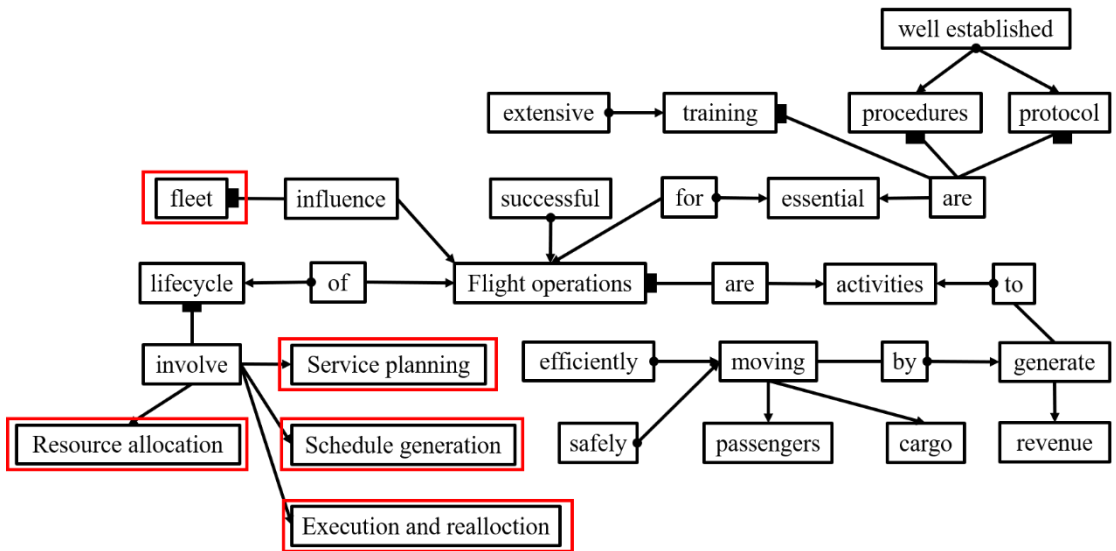 well established
extensive
training
procedures
protocol
fleet
influence
successful
for
essential
are
lifecycle
of
Flight operations
are
activities
to
involve
Service planning
efficiently
moving
by
generate
Resource allocation
Schedule generation
safely
passengers
cargo
revenue
Execution and realloction